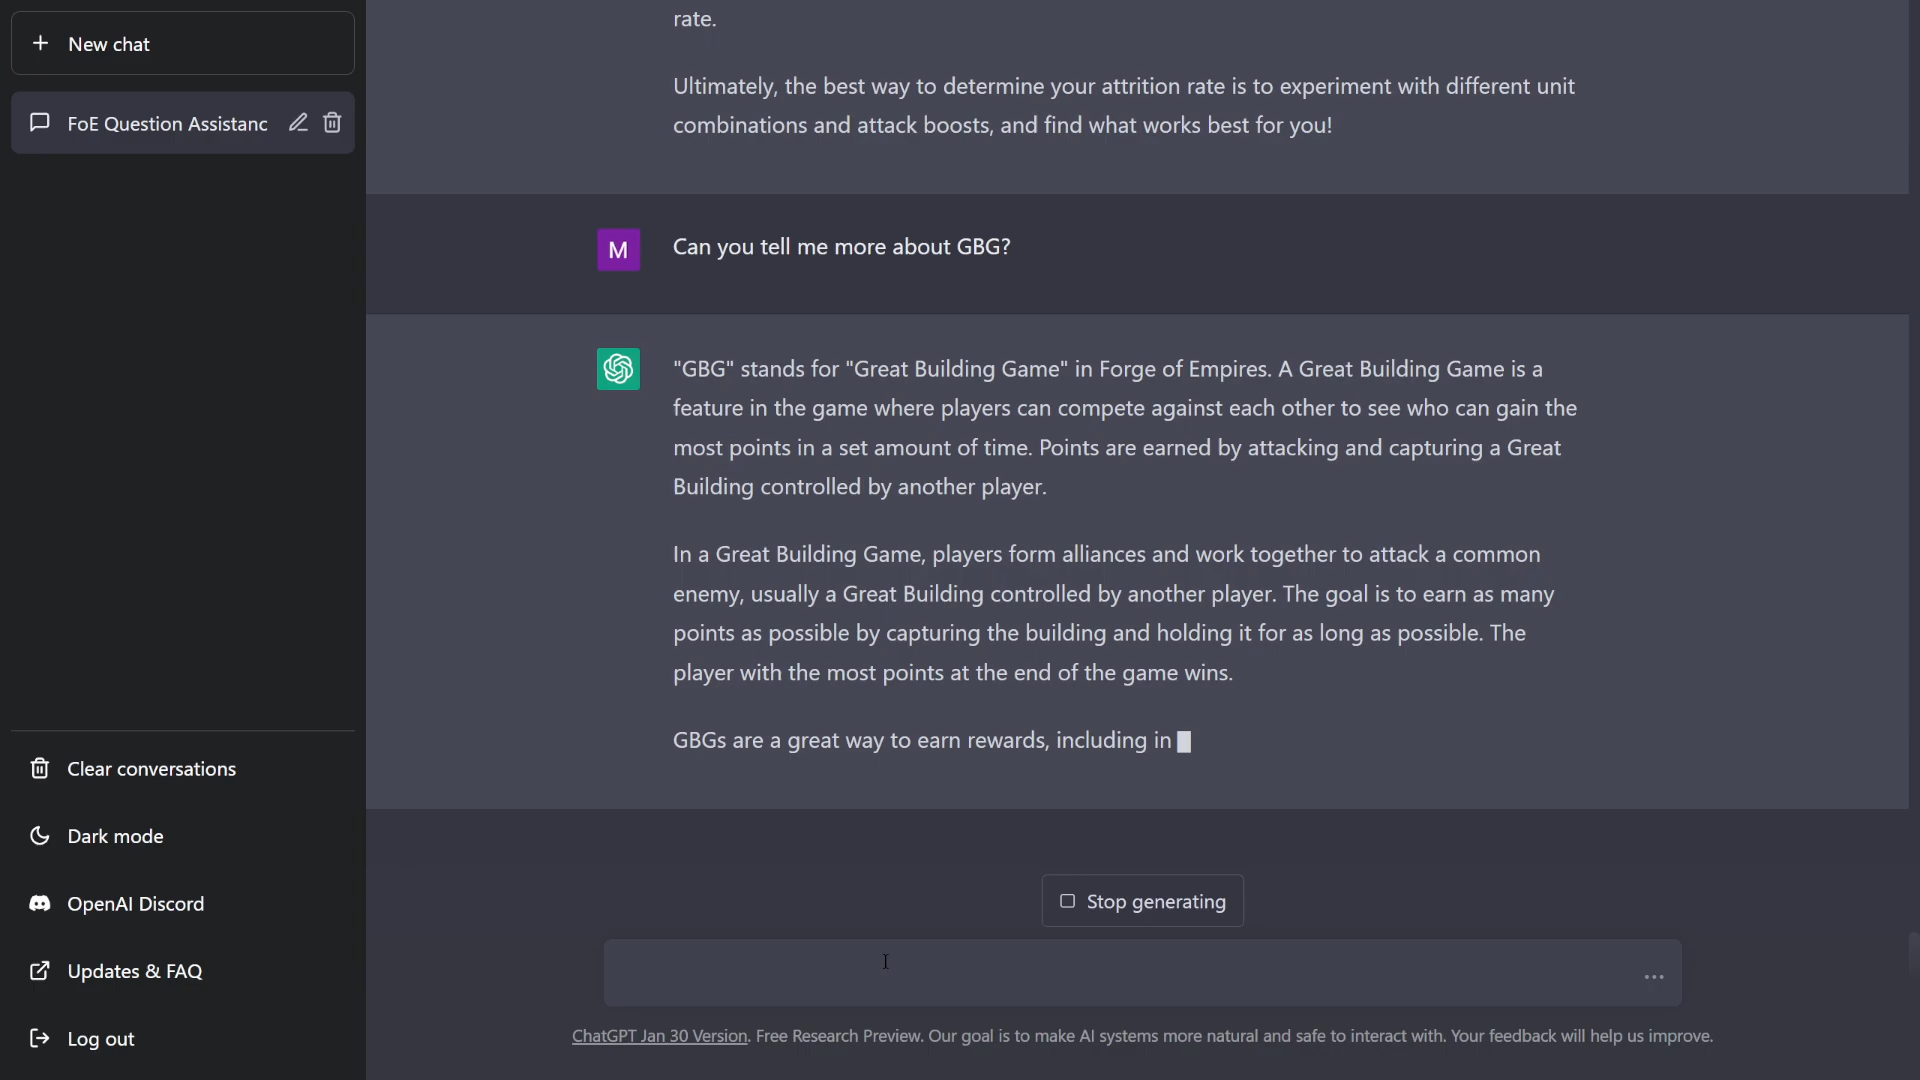 New chat
FoE Question Assistanc
Clear conversations
Dark mode
OpenAI Discord
Updates & FAQ
Log out
rate.
Ultimately, the best way to determine your attrition rate is to experiment with different unit
combinations and attack boosts, and find what works best for you!
M
Can you tell me more about GBG?
"GBG" stands for "Great Building Game" in Forge of Empires. A Great Building Game is a
feature in the game where players can compete against each other to see who can gain the
most points in a set amount of time. Points are earned by attacking and capturing a Great
Building controlled by another player.
In a Great Building Game, players form alliances and work together to attack a common
enemy, usually a Great Building controlled by another player. The goal is to earn as many
points as possible by capturing the building and holding it for as long as possible. The
player with the most points at the end of the game wins.
GBGs are a great way to earn rewards, including in
Stop generating
ChatGPT Jan 30 Version. Free Research Preview. Our goal is to make AI systems more natural and safe to interact with. Your feedback will help us improve.